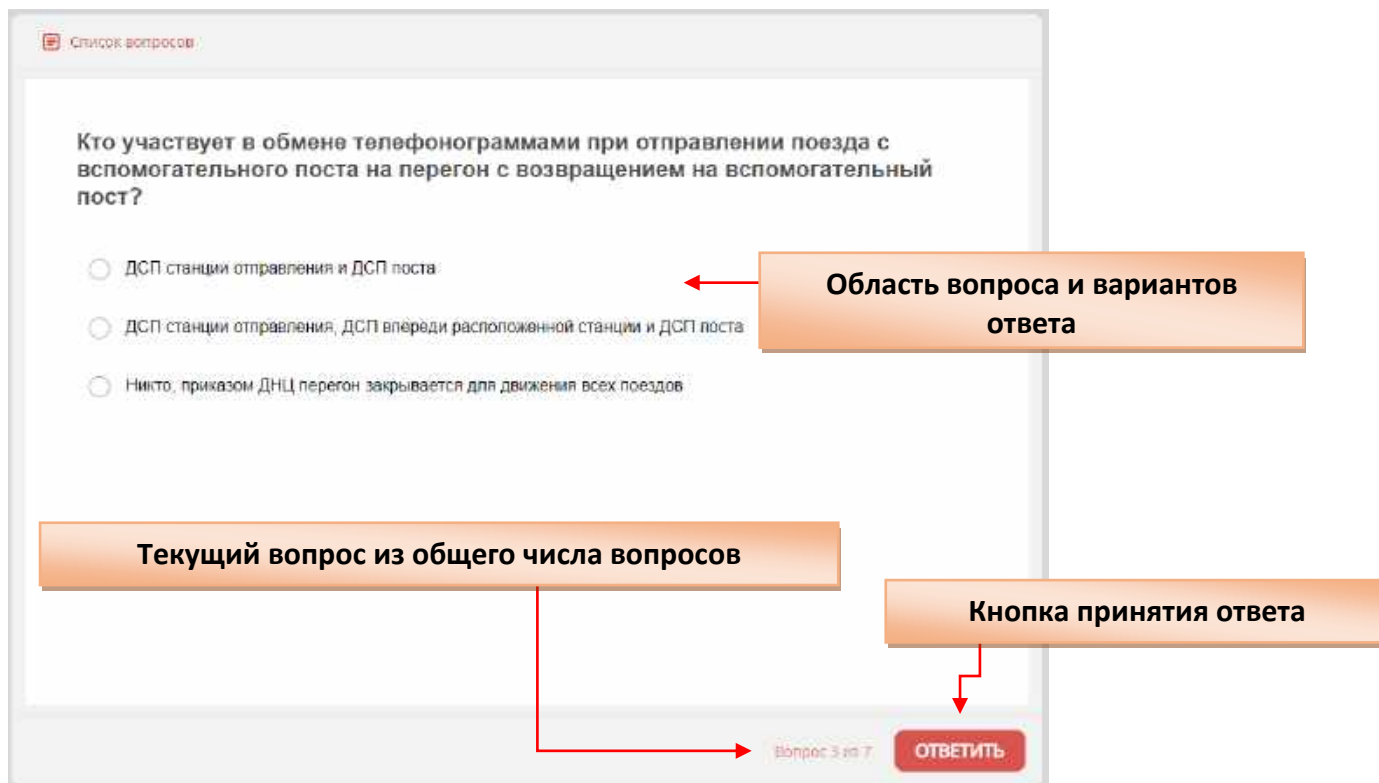 Список вопросов
Кто участвует в обмене телефонограммами при отправлении поезда с
вспомогательного поста на перегон с возвращением на вспомогательный
пост?
ДСП станции отправления и ДСП поста
Область вопроса и вариантов
ответа
ДСП станции отправления, ДСП впереди расположенной станции и ДСП поста
Никто, приказом ДНЦ перегон закрывается для движения всех поездов
Текущий вопрос из общего числа вопросов
Кнопка принятия ответа
Вопрос 3 из 7
ОТВЕТИТЬ